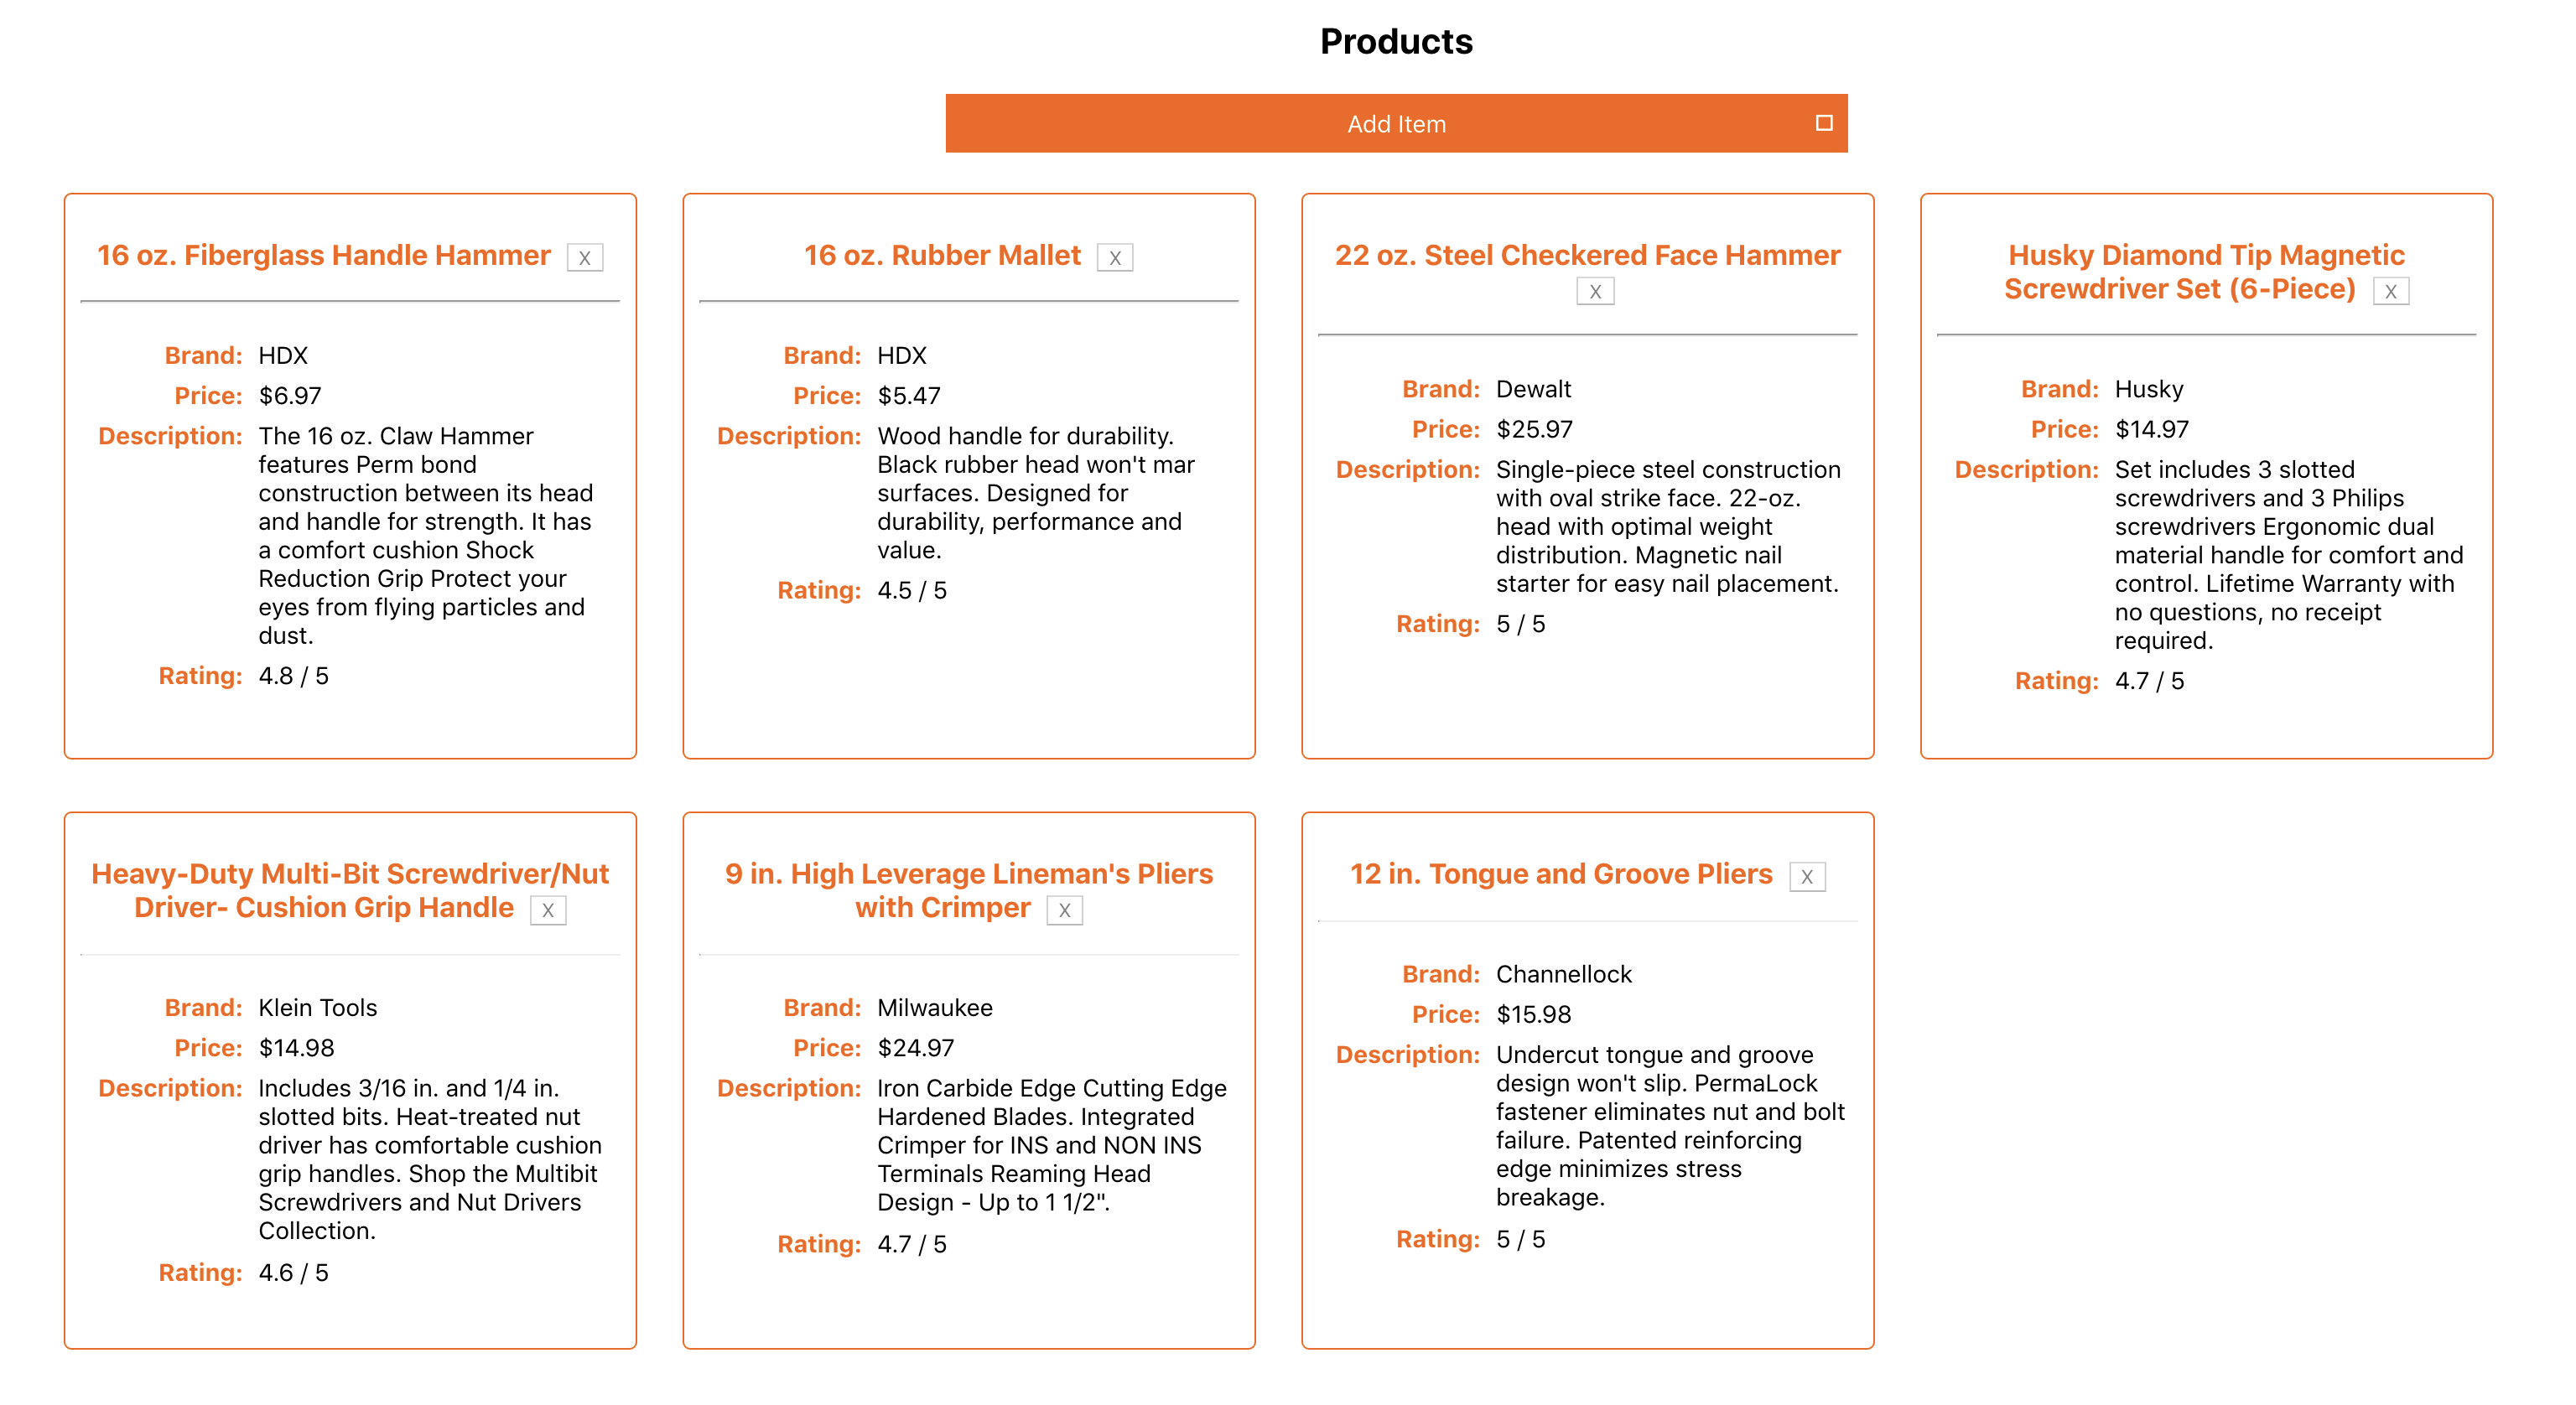 Products
Add Item
16 oz. Fiberglass Handle Hammer X
Brand: HDX
Price: $6.97
Description: The 16 oz. Claw Hammer
features Perm bond
construction between its head
and handle for strength. It has
a comfort cushion Shock
Reduction Grip Protect your
eyes from flying particles and
dust.
Rating: 4.8 / 5
16 oz. Rubber Mallet X
Brand: HDX
Price: $5.47
Description: Wood handle for durability.
Black rubber head won't mar
surfaces. Designed for
durability, performance and
value.
Rating: 4.5 / 5
22 oz. Steel Checkered Face Hammer
X
Brand: Dewalt
Price: $25.97
Description: Single-piece steel construction
with oval strike face. 22-oz.
head with optimal weight
distribution. Magnetic nail
starter for easy nail placement.
Rating: 5 / 5
Husky Diamond Tip Magnetic
Screwdriver Set (6-Piece) X
Brand: Husky
Price: $14.97
Description: Set includes 3 slotted
screwdrivers and 3 Philips
screwdrivers Ergonomic dual
material handle for comfort and
control. Lifetime Warranty with
no questions, no receipt
required.
Rating: 4.7 / 5
Heavy-Duty Multi-Bit Screwdriver/Nut
Driver- Cushion Grip Handle X
Brand: Klein Tools
Price: $14.98
Description: Includes 3/16 in. and 1/4 in.
slotted bits. Heat-treated nut
driver has comfortable cushion
grip handles. Shop the Multibit
Screwdrivers and Nut Drivers
Collection.
Rating: 4.6 / 5
9 in. High Leverage Lineman's Pliers
with Crimper X
Brand: Milwaukee
Price: $24.97
Description: Iron Carbide Edge Cutting Edge
Hardened Blades. Integrated
Crimper for INS and NON INS
Terminals Reaming Head
Design - Up to 1 1/2".
Rating: 4.7 / 5
12 in. Tongue and Groove Pliers X
Brand: Channellock
Price: $15.98
Description: Undercut tongue and groove
design won't slip. PermaLock
fastener eliminates nut and bolt
failure. Patented reinforcing
edge minimizes stress
breakage.
Rating: 5 / 5